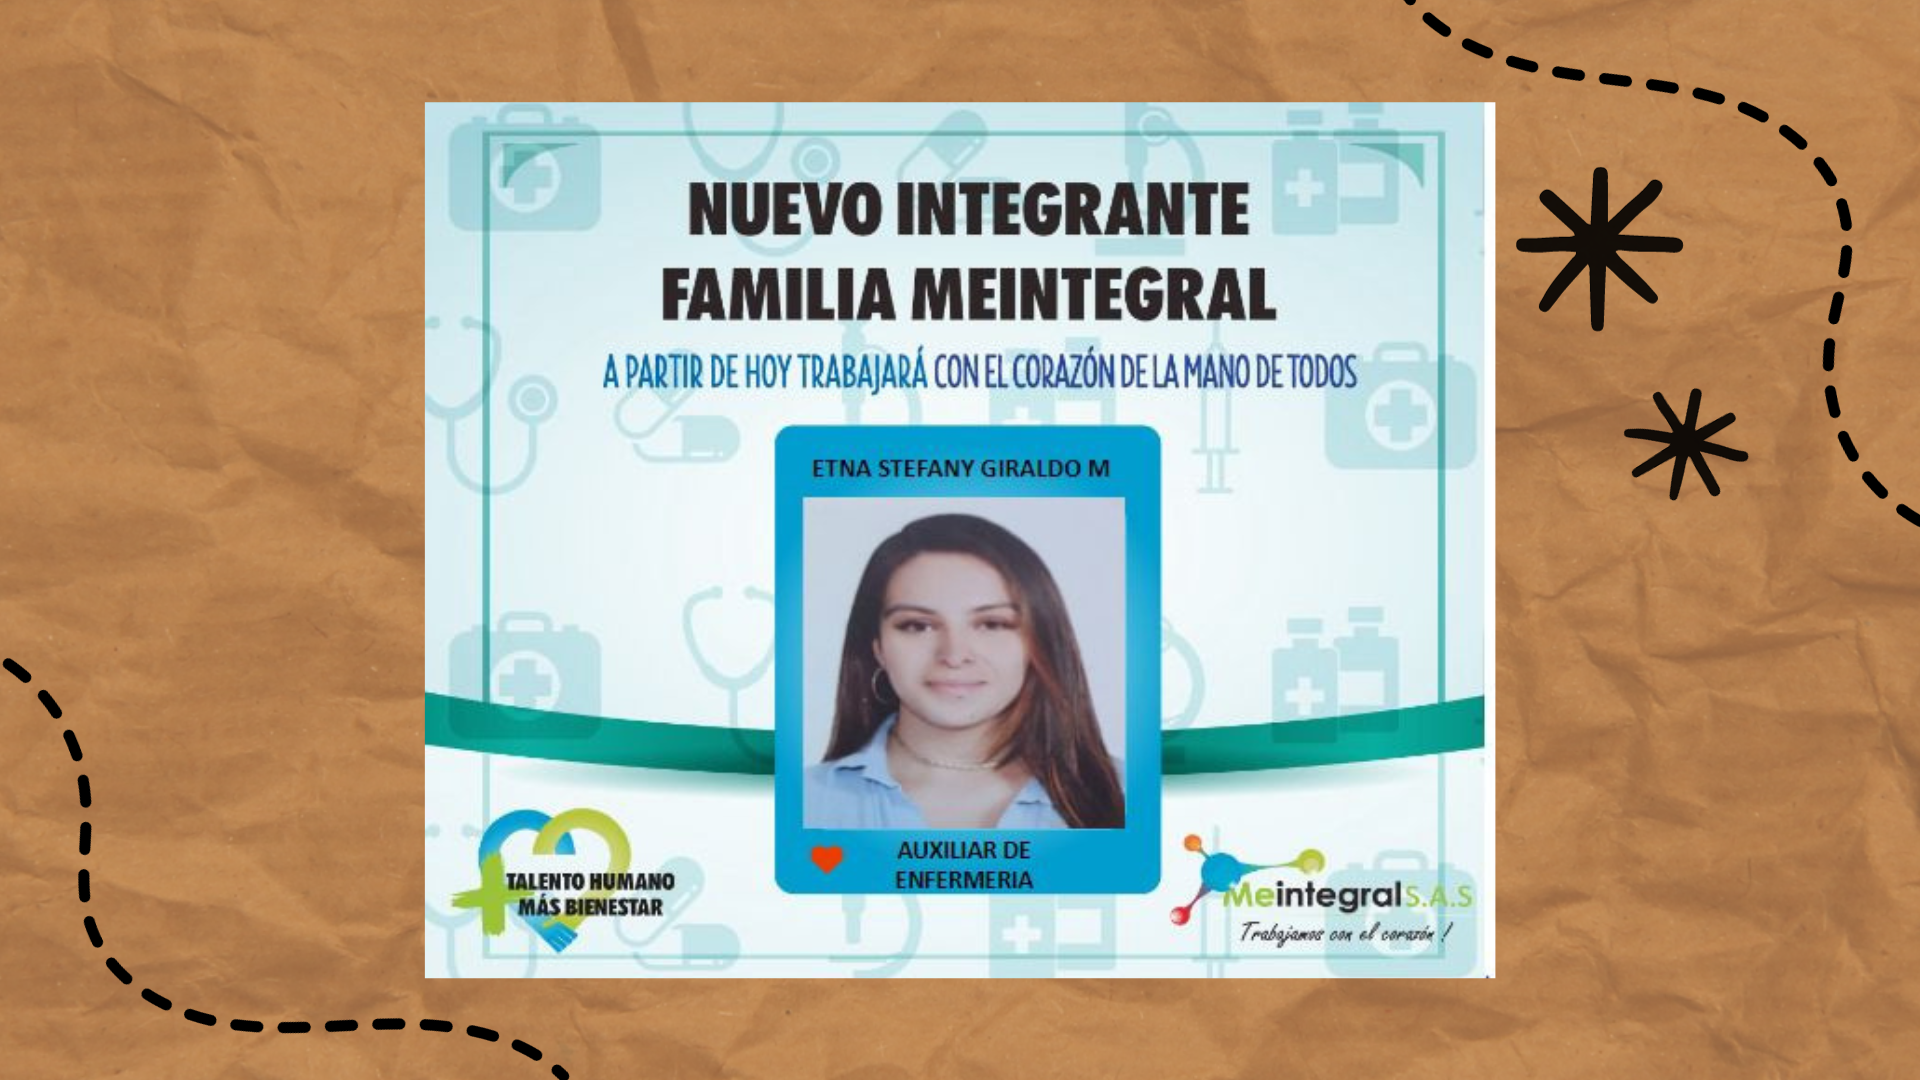 NUEVO INTEGRANTE
FAMILIA MEINTEGRAL
A PARTIR DE HOY TRABAJARÁ CON EL CORAZÓN DE LA MANO DE TODOS
ETNA STEFANY GIRALDO M
AUXILIAR DE
ENFERMERIA
TALENTO HUMANO
MÁS BIENESTAR
Meintegral S.A.S
Trabajamos con el corazón !